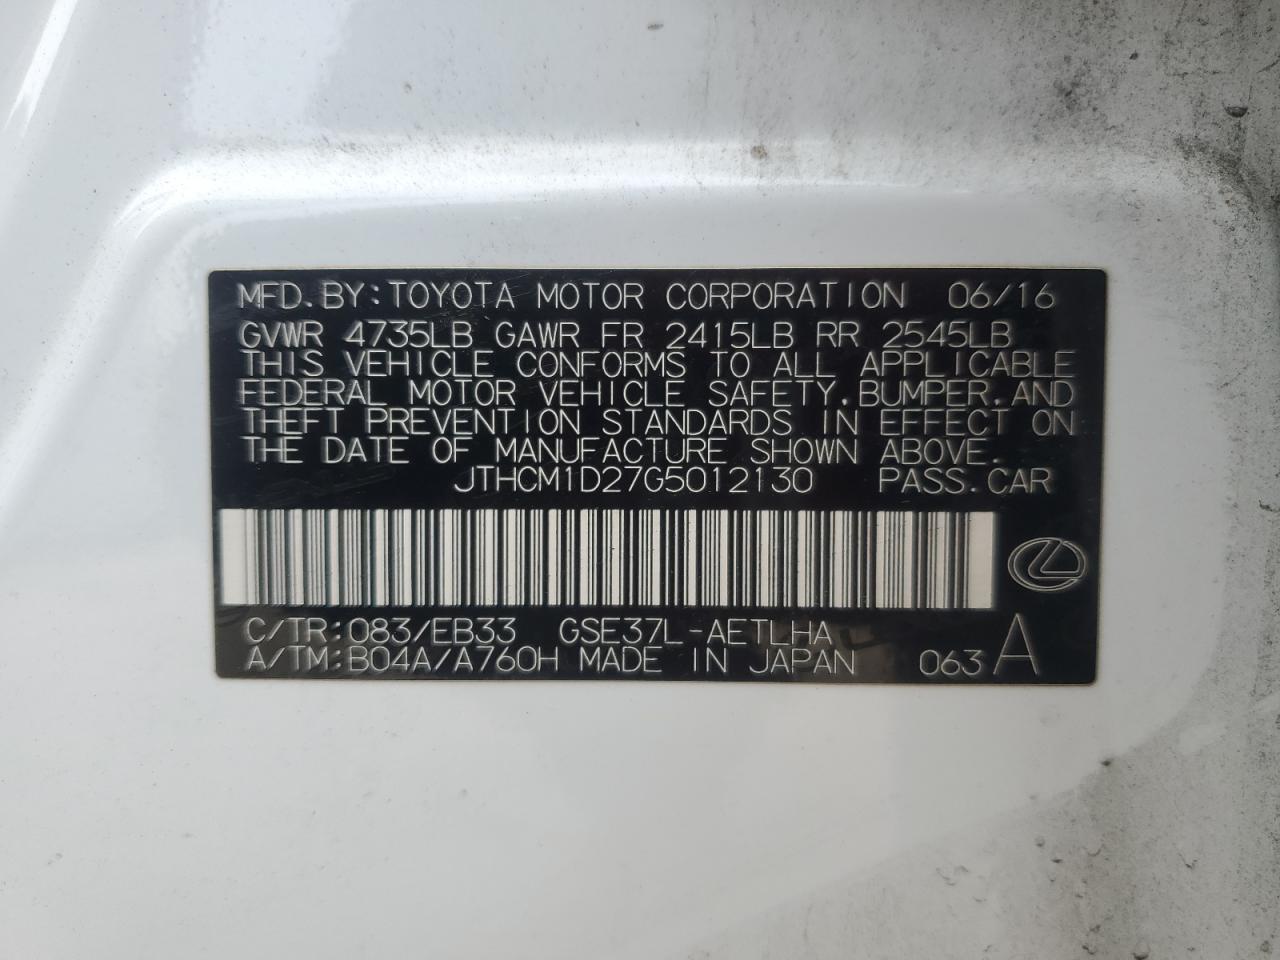 MFD.BY:TOYOTA MOTOR CORPORATION 06/16
GVWR 4735LB GAWR FR 2415LB RR 2545LB
THIS VEHICLE CONFORMS TO ALL APPLICABLE
FEDERAL MOTOR VEHICLE SAFETY,BUMPER,AND
THEFT PREVENTION STANDARDS IN EFFECT ON
THE DATE OF MANUFACTURE SHOWN ABOVE.
JTHCM1D27G5012130 PASS.CAR
C/TR:083/EB33 GSE37L-AETLHA
A/TM:B04A/A760H MADE IN JAPAN 063 A